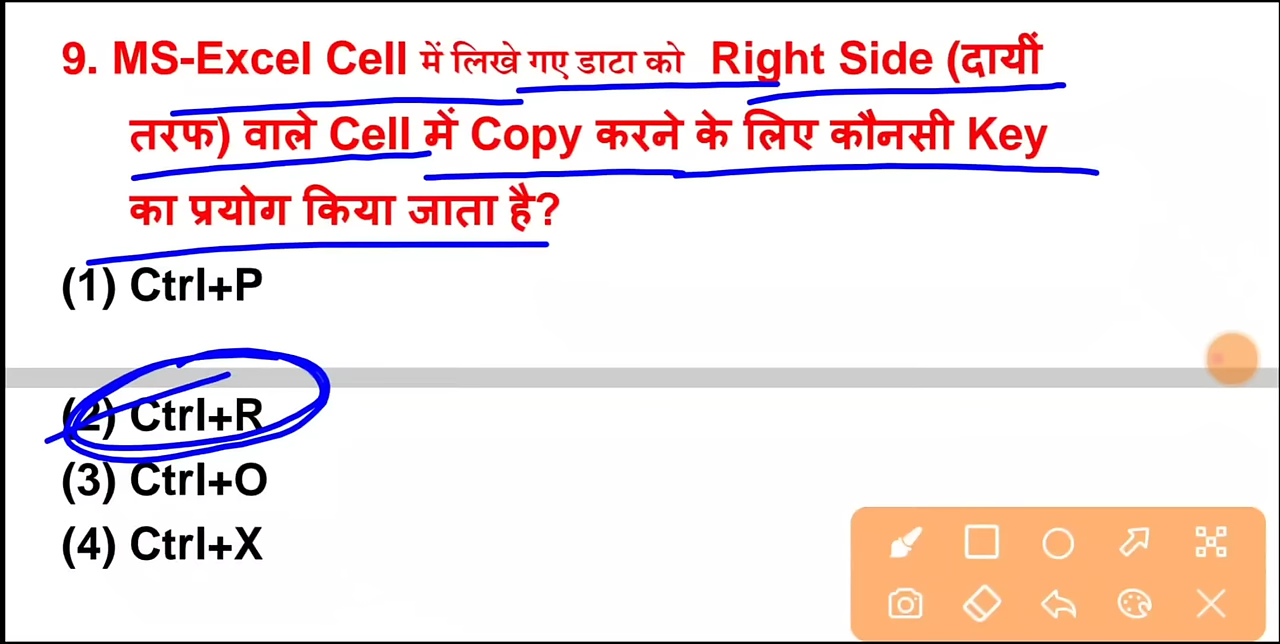 9. MS-Excel Cell में लिखे गए डाटा को Right Side (दायीं
तरफ) वाले Cell में Copy करने के लिए कौनसी Key
का प्रयोग किया जाता है?
(1) Ctrl+P
(2) Ctrl+R
(3) Ctrl+O
(4) Ctrl+X